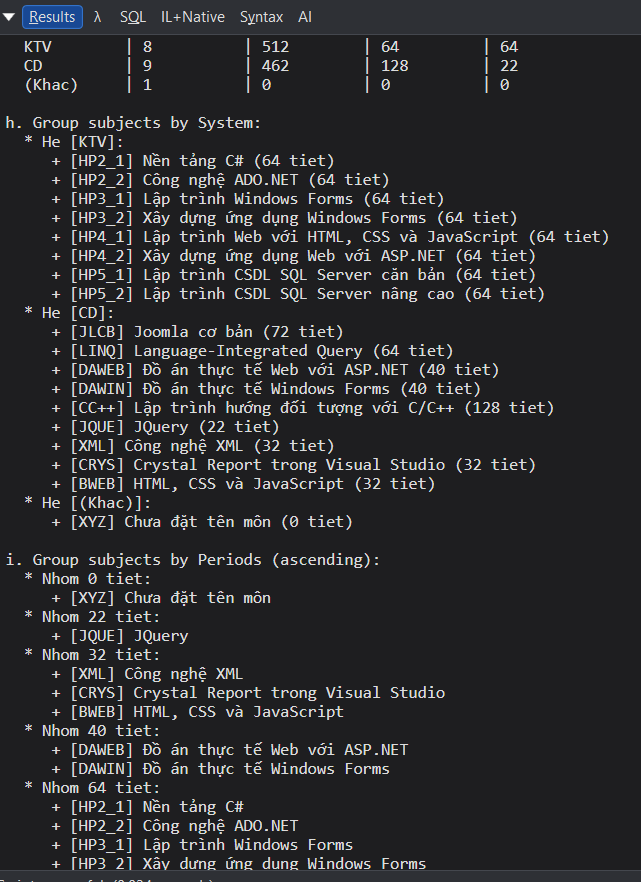 Results λ SQL IL+Native Syntax AI
KTV | 8 | 512 | 64 | 64
CD | 9 | 462 | 128 | 22
(Khac) | 1 | 0 | 0 | 0
h. Group subjects by System:
* He [KTV]:
+ [HP2_1] Nền tảng C# (64 tiet)
+ [HP2_2] Công nghệ ADO.NET (64 tiet)
+ [HP3_1] Lập trình Windows Forms (64 tiet)
+ [HP3_2] Xây dựng ứng dụng Windows Forms (64 tiet)
+ [HP4_1] Lập trình Web với HTML, CSS và JavaScript (64 tiet)
+ [HP4_2] Xây dựng ứng dụng Web với ASP.NET (64 tiet)
+ [HP5_1] Lập trình CSDL SQL Server căn bản (64 tiet)
+ [HP5_2] Lập trình CSDL SQL Server nâng cao (64 tiet)
* He [CD]:
+ [JLCB] Joomla cơ bản (72 tiet)
+ [LINQ] Language-Integrated Query (64 tiet)
+ [DAWEB] Đồ án thực tế Web với ASP.NET (40 tiet)
+ [DAWIN] Đồ án thực tế Windows Forms (40 tiet)
+ [CC++] Lập trình hướng đối tượng với C/C++ (128 tiet)
+ [JQUE] JQuery (22 tiet)
+ [XML] Công nghệ XML (32 tiet)
+ [CRYS] Crystal Report trong Visual Studio (32 tiet)
+ [BWEB] HTML, CSS và JavaScript (32 tiet)
* He [(Khac)]:
+ [XYZ] Chưa đặt tên môn (0 tiet)
i. Group subjects by Periods (ascending):
* Nhom 0 tiet:
+ [XYZ] Chưa đặt tên môn
* Nhom 22 tiet:
+ [JQUE] JQuery
* Nhom 32 tiet:
+ [XML] Công nghệ XML
+ [CRYS] Crystal Report trong Visual Studio
+ [BWEB] HTML, CSS và JavaScript
* Nhom 40 tiet:
+ [DAWEB] Đồ án thực tế Web với ASP.NET
+ [DAWIN] Đồ án thực tế Windows Forms
* Nhom 64 tiet:
+ [HP2_1] Nền tảng C#
+ [HP2_2] Công nghệ ADO.NET
+ [HP3_1] Lập trình Windows Forms
+ [HP3_2] Xây dựng ứng dụng Windows Forms